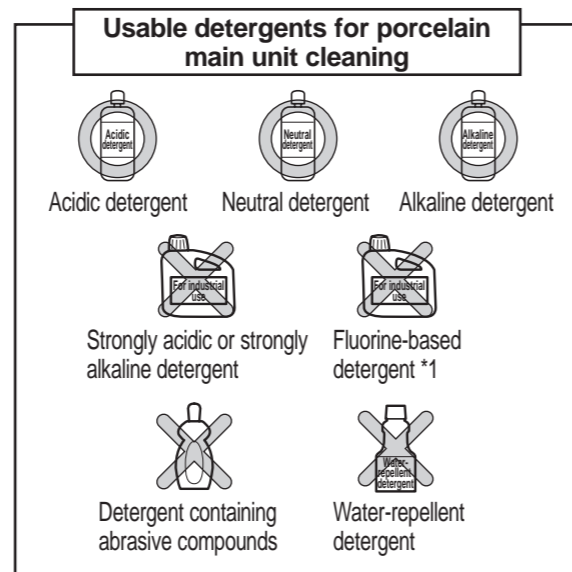 Usable detergents for porcelain
main unit cleaning
Acidic
detergent
Neutral
detergent
Alkaline
detergent
Acidic detergent
Neutral detergent
Alkaline detergent
For industrial
use
For industrial
use
Strongly acidic or strongly
alkaline detergent
Fluorine-based
detergent *1
Water-
repellent
detergent
Detergent containing
abrasive compounds
Water-repellent
detergent